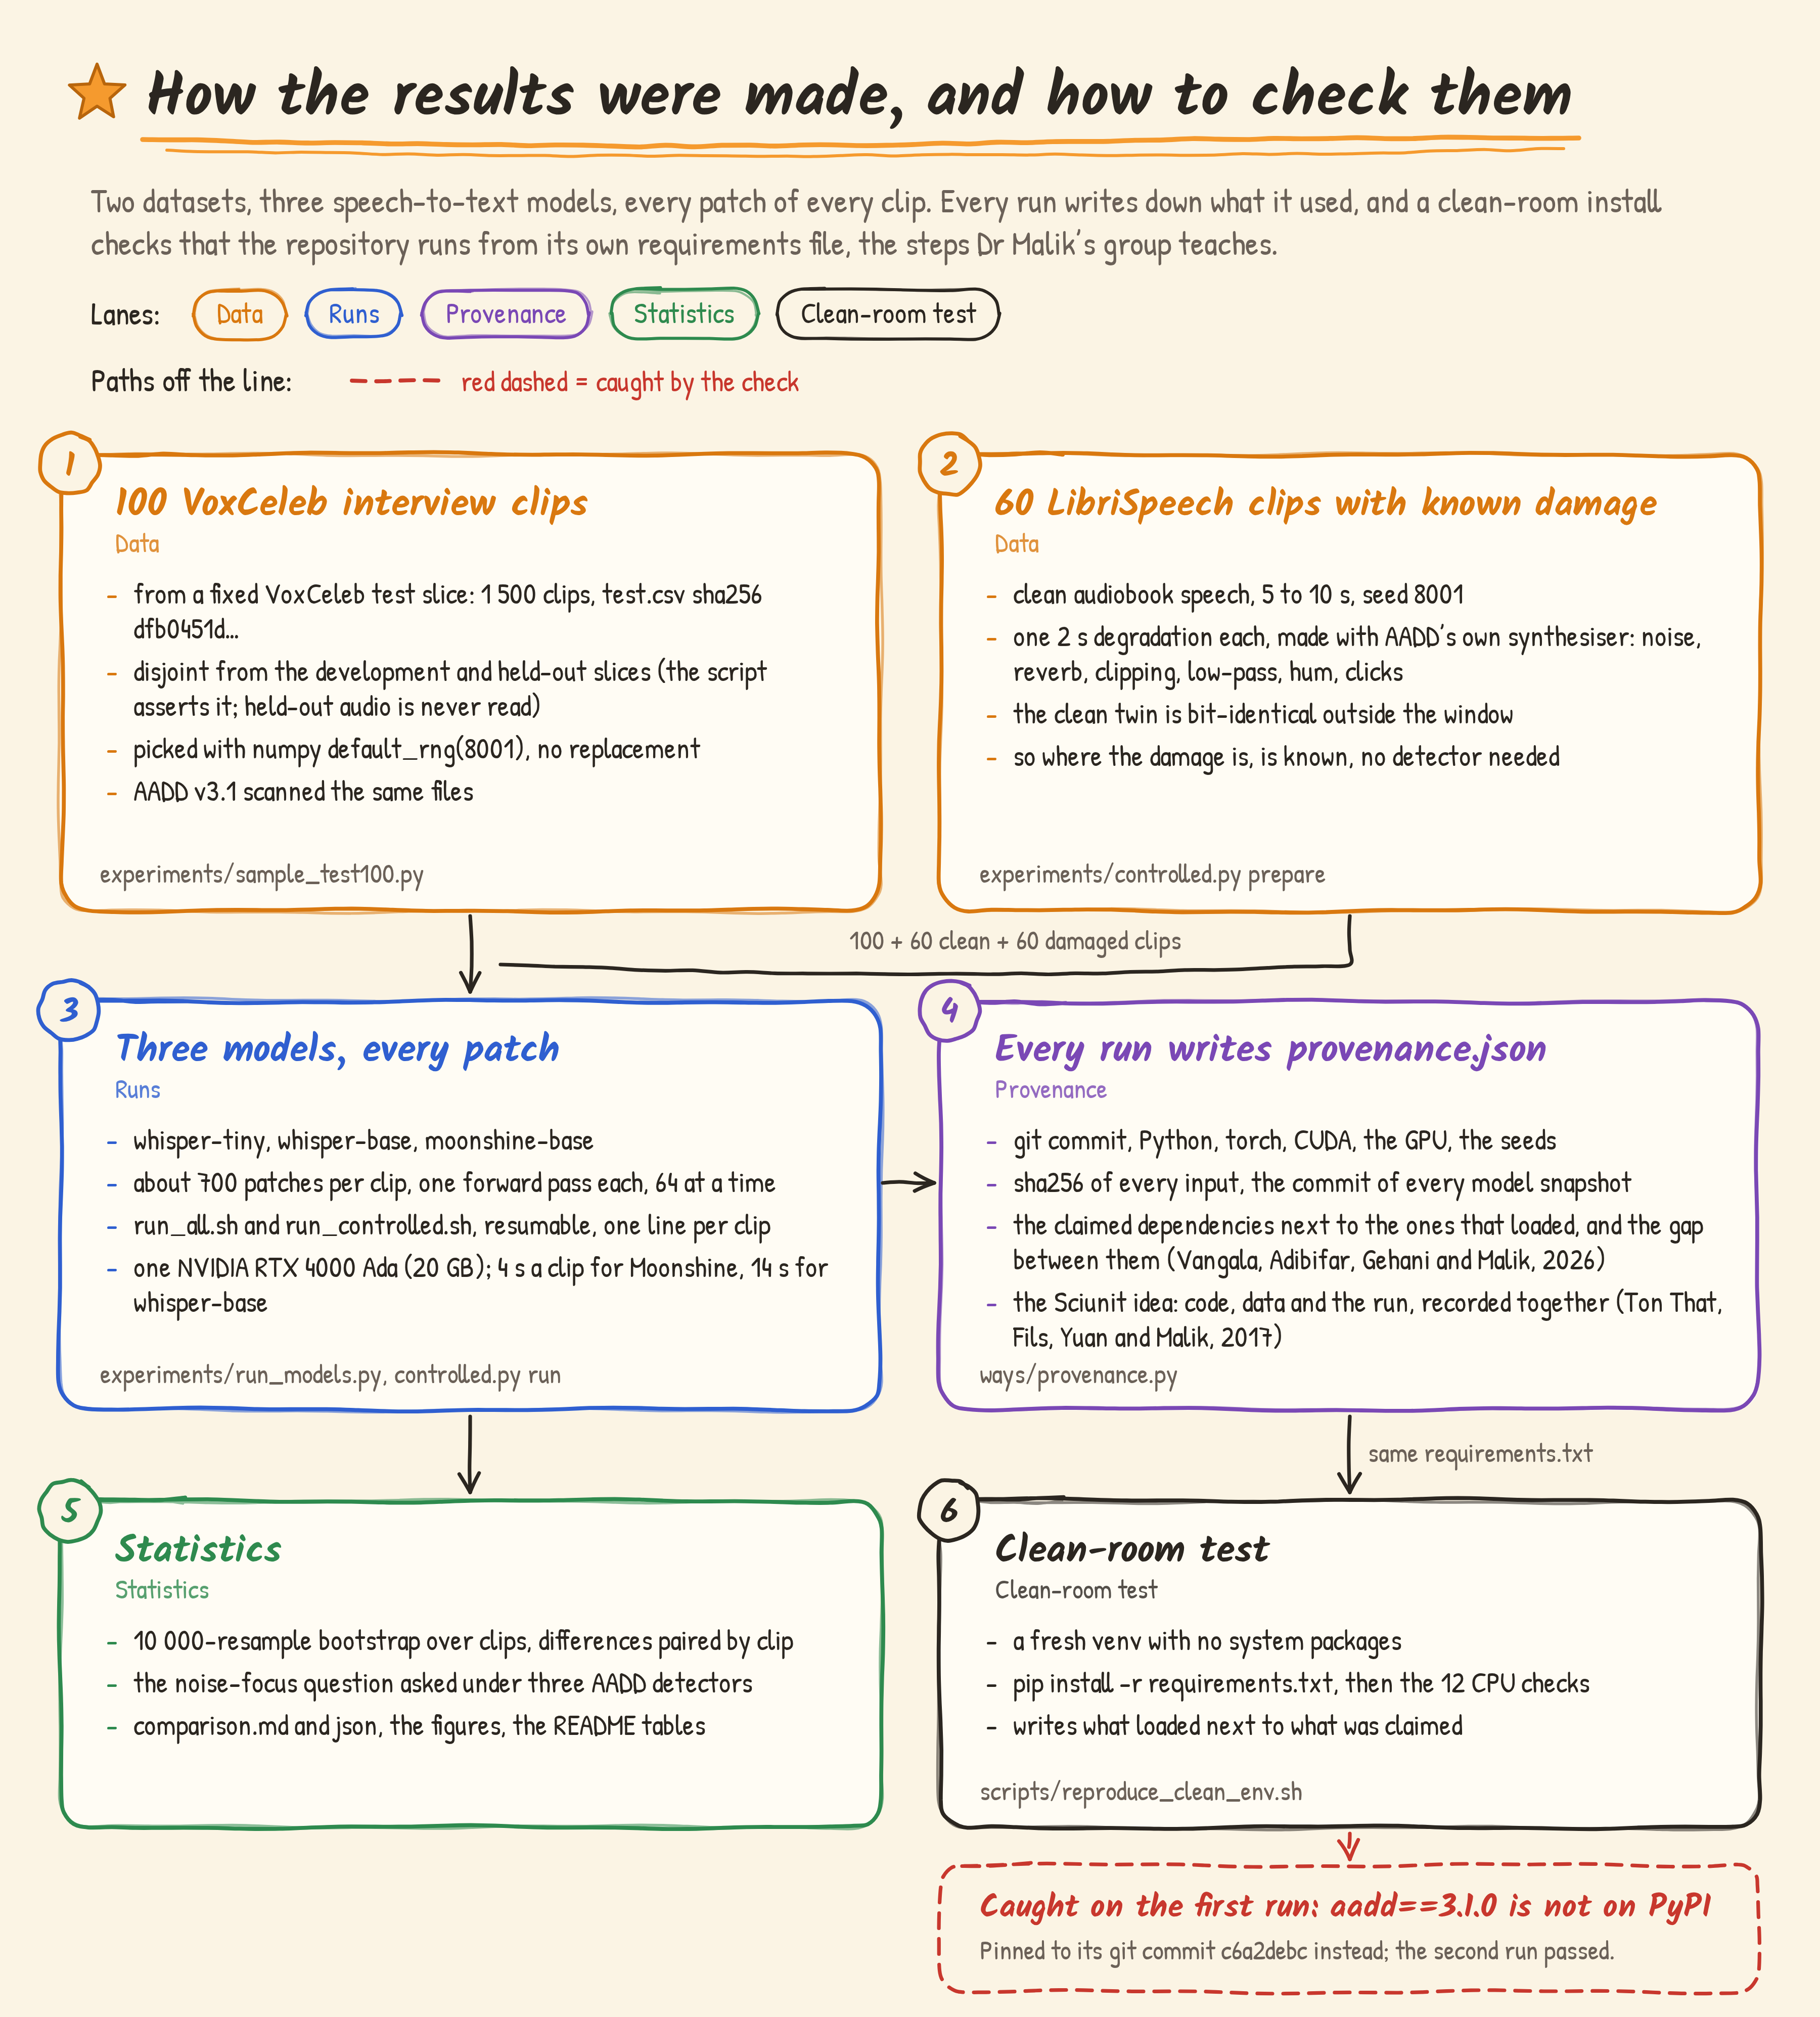 How the results were made, and how to check them
Two datasets, three speech-to-text models, every patch of every clip. Every run writes down what it used, and a clean-room install
checks that the repository runs from its own requirements file, the steps Dr Malik's group teaches.
Lanes: Data Runs Provenance Statistics Clean-room test
Paths off the line: red dashed = caught by the check
1
100 VoxCeleb interview clips
Data
- from a fixed VoxCeleb test slice: 1 500 clips, test.csv sha256
dfb0451d...
- disjoint from the development and held-out slices (the script
asserts it; held-out audio is never read)
- picked with numpy default_rng(8001), no replacement
- AADD v3.1 scanned the same files
experiments/sample_test100.py
2
60 LibriSpeech clips with known damage
Data
- clean audiobook speech, 5 to 10 s, seed 8001
- one 2 s degradation each, made with AADD's own synthesiser: noise,
reverb, clipping, low-pass, hum, clicks
- the clean twin is bit-identical outside the window
- so where the damage is, is known, no detector needed
experiments/controlled.py prepare
100 + 60 clean + 60 damaged clips
3
Three models, every patch
Runs
- whisper-tiny, whisper-base, moonshine-base
- about 700 patches per clip, one forward pass each, 64 at a time
- run_all.sh and run_controlled.sh, resumable, one line per clip
- one NVIDIA RTX 4000 Ada (20 GB); 4 s a clip for Moonshine, 14 s for
whisper-base
experiments/run_models.py, controlled.py run
4
Every run writes provenance.json
Provenance
- git commit, Python, torch, CUDA, the GPU, the seeds
- sha256 of every input, the commit of every model snapshot
- the claimed dependencies next to the ones that loaded, and the gap
between them (Vangala, Adibifar, Gehani and Malik, 2026)
- the Sciunit idea: code, data and the run, recorded together (Ton That,
Fils, Yuan and Malik, 2017)
ways/provenance.py
same requirements.txt
5
Statistics
Statistics
- 10 000-resample bootstrap over clips, differences paired by clip
- the noise-focus question asked under three AADD detectors
- comparison.md and json, the figures, the README tables
6
Clean-room test
Clean-room test
- a fresh venv with no system packages
- pip install -r requirements.txt, then the 12 CPU checks
- writes what loaded next to what was claimed
scripts/reproduce_clean_env.sh
Caught on the first run: aadd==3.1.0 is not on PyPI
Pinned to its git commit c6a2debc instead; the second run passed.